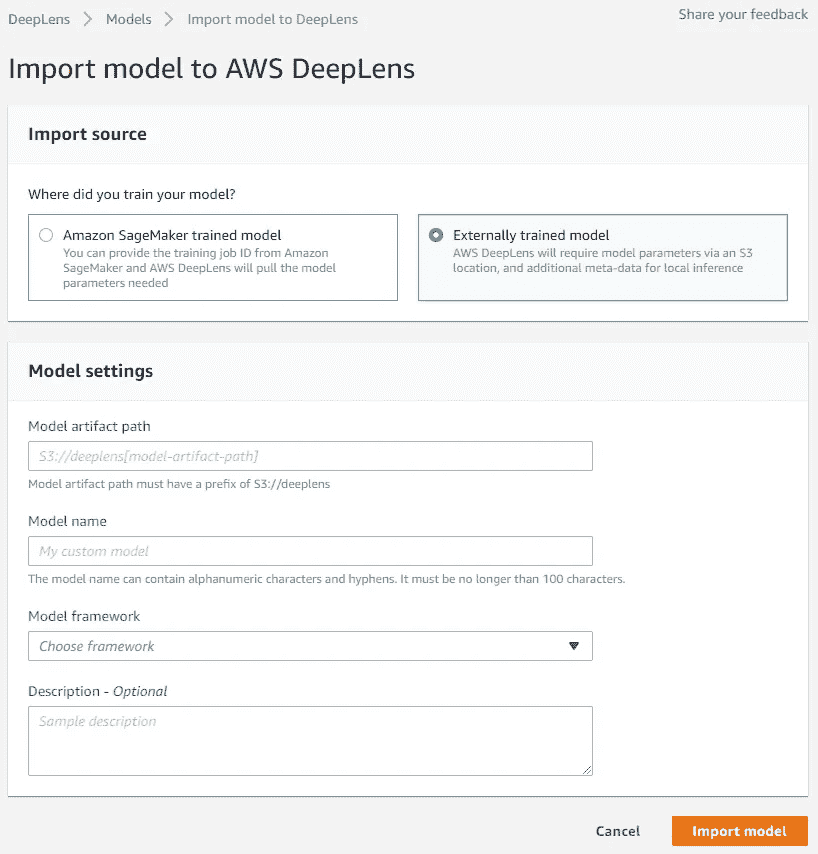 DeepLens > Models > Import model to DeepLens
Share your feedback
Import model to AWS DeepLens
Import source
Where did you train your model?
Amazon SageMaker trained model
You can provide the training job ID from Amazon
SageMaker and AWS DeepLens will pull the model
parameters needed
Externally trained model
AWS DeepLens will require model parameters via an S3
location, and additional meta-data for local inference
Model settings
Model artifact path
S3://deeplens[model-artifact-path]
Model artifact path must have a prefix of S3://deeplens
Model name
My custom model
The model name can contain alphanumeric characters and hyphens. It must be no longer than 100 characters.
Model framework
Choose framework
Description - Optional
Sample description
Cancel
Import model